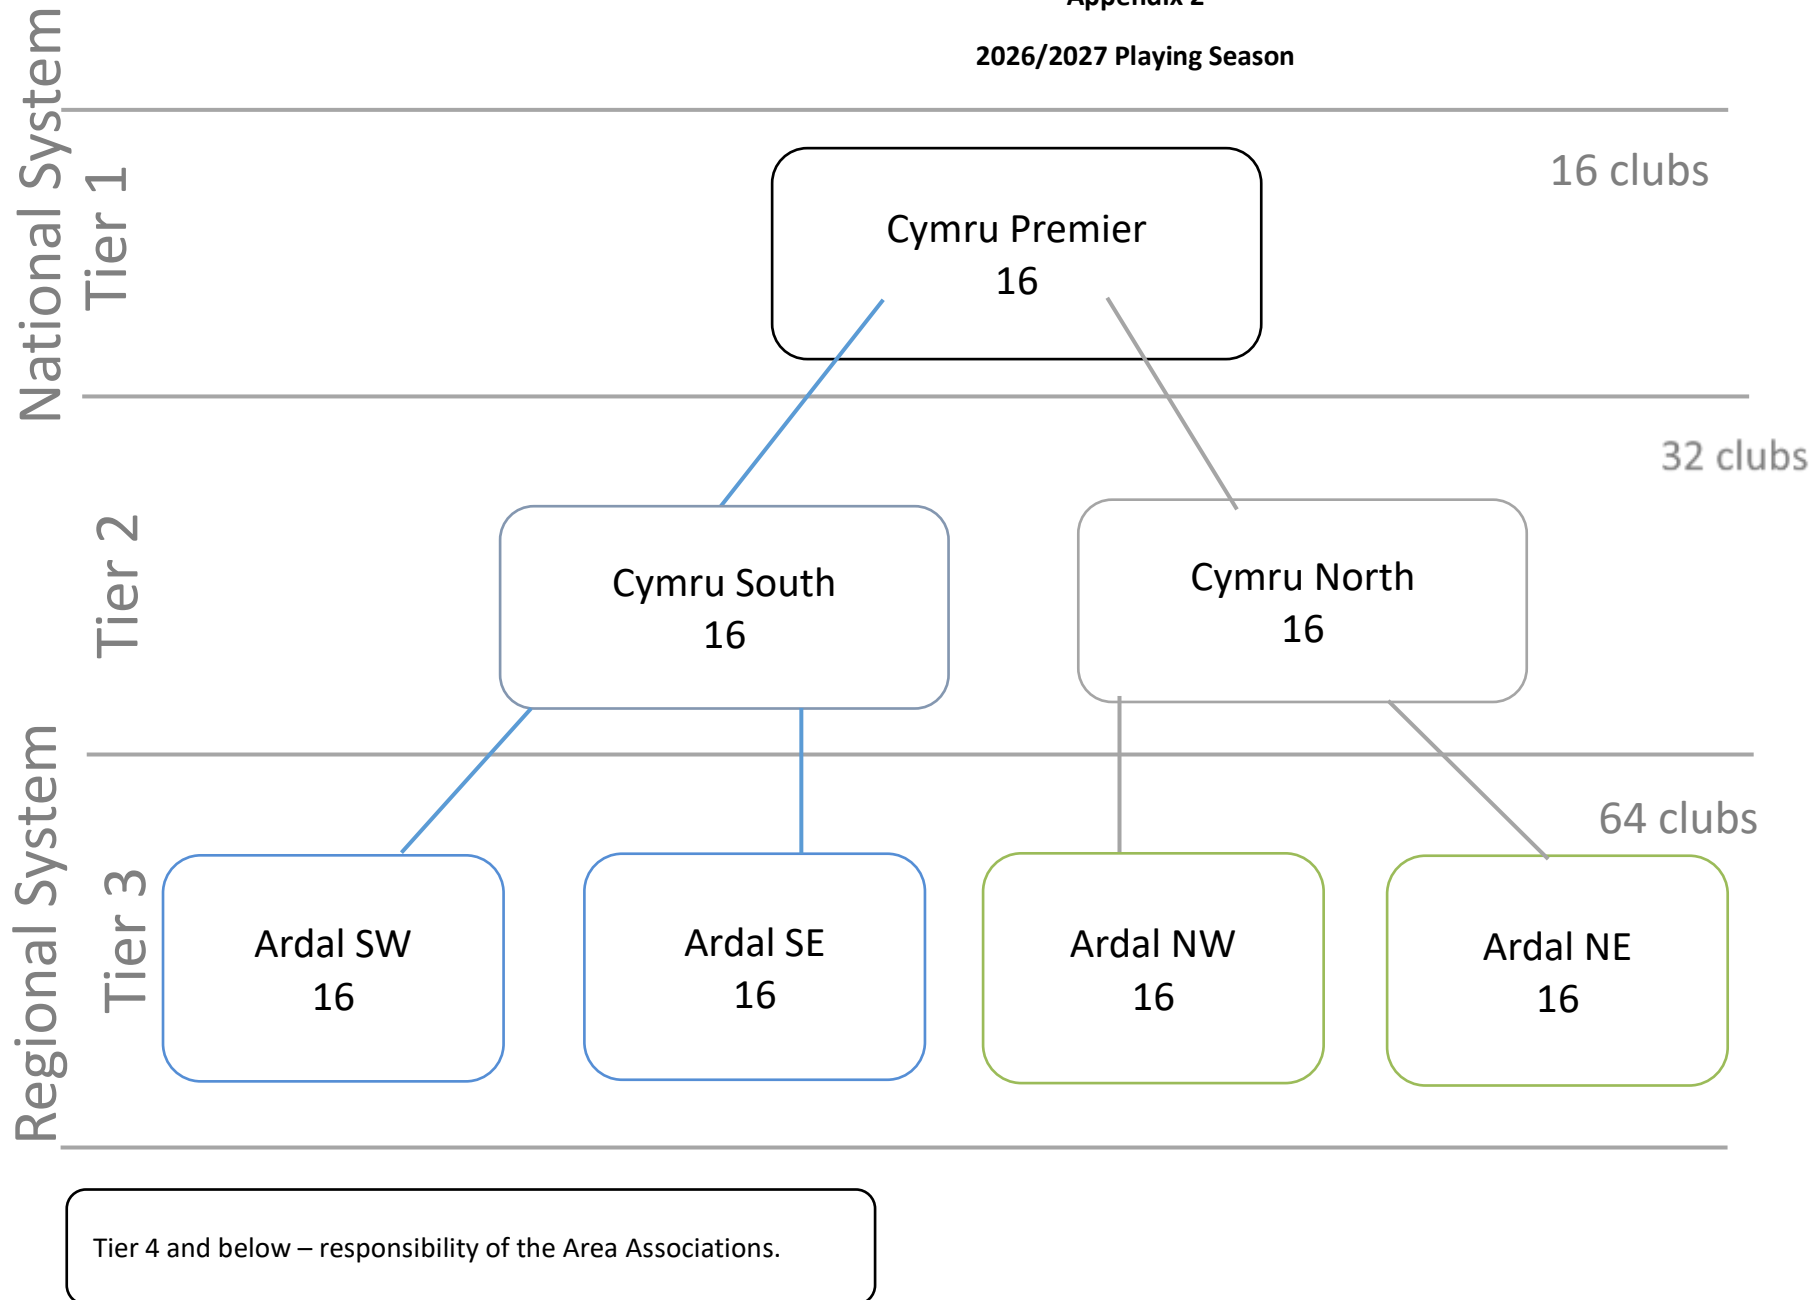 Appendix 2
2026/2027 Playing Season
National System
Tier 1
16 clubs
Cymru Premier
16
Tier 2
32 clubs
Cymru South
16
Cymru North
16
Regional System
Tier 3
64 clubs
Ardal SW
16
Ardal SE
16
Ardal NW
16
Ardal NE
16
Tier 4 and below – responsibility of the Area Associations.